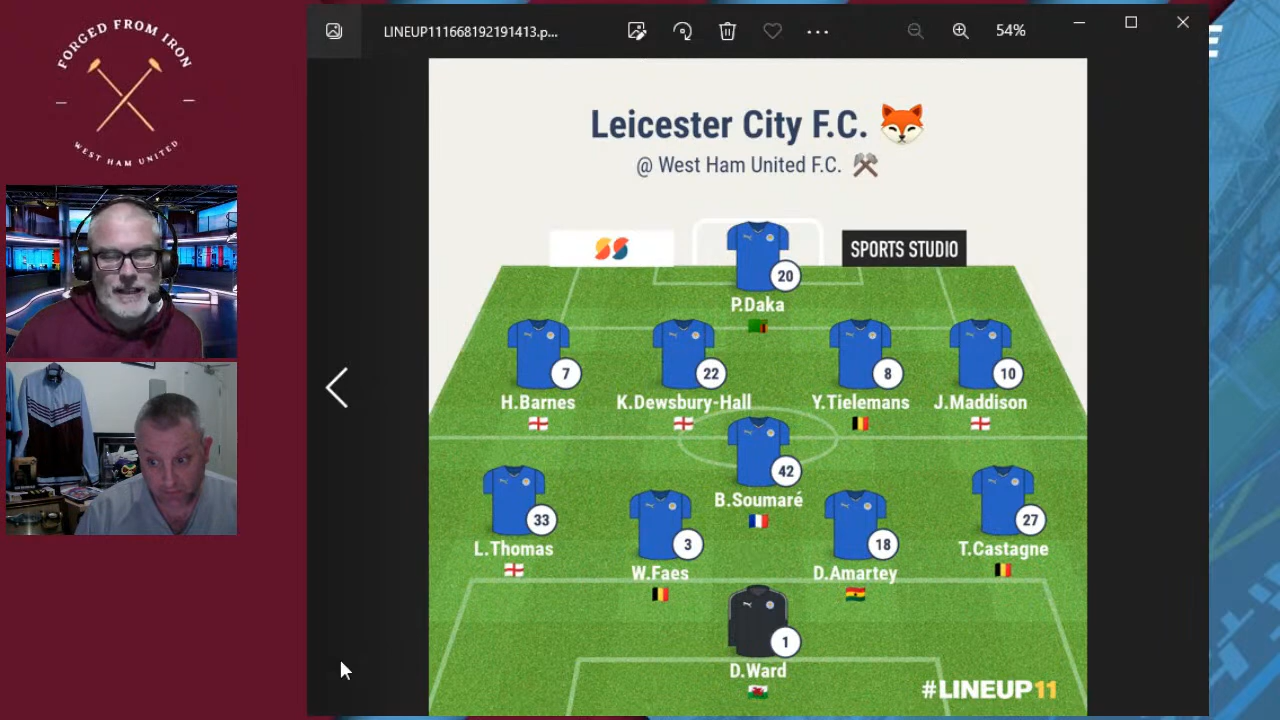 FORGED FROM IRON
WEST HAM UNITED
LINEUP111668192191413.p...
54%
E
Leicester City F.C.
@ West Ham United F.C.
SPORTS STUDIO
20
P.Daka
7
22
8
10
H.Barnes
K.Dewsbury-Hall
Y.Tielemans
J.Maddison
42
B.Soumaré
33
3
18
27
L.Thomas
W.Faes
D.Amartey
T.Castagne
1
D.Ward
#LINEUP11